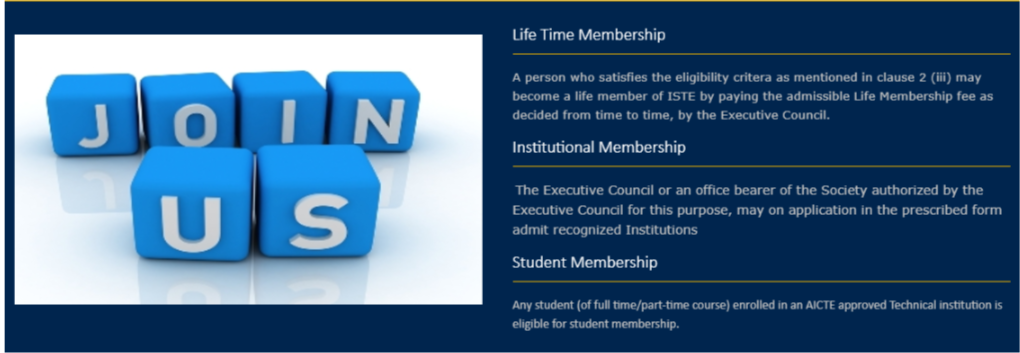 JOIN
US
Life Time Membership
A person who satisfies the eligibility critera as mentioned in clause 2 (iii) may
become a life member of ISTE by paying the admissible Life Membership fee as
decided from time to time, by the Executive Council.
Institutional Membership
The Executive Council or an office bearer of the Society authorized by the
Executive Council for this purpose, may on application in the prescribed form
admit recognized Institutions
Student Membership
Any student (of full time/part-time course) enrolled in an AICTE approved Technical institution is
eligible for student membership.